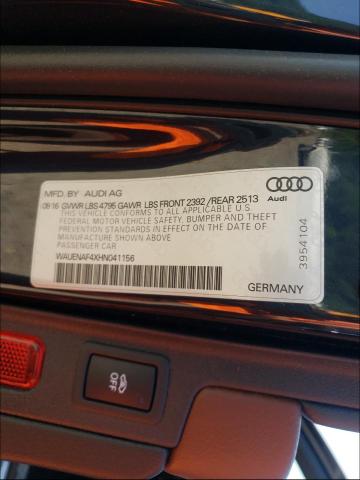 MFD. BY AUDI AG
08 16 GVWR LBS 4795 GAWR LBS FRONT 2392 /REAR 2513
THIS VEHICLE CONFORMS TO ALL APPLICABLE U.S.
FEDERAL MOTOR VEHICLE SAFETY, BUMPER AND THEFT
PREVENTION STANDARDS IN EFFECT ON THE DATE OF
MANUFACTURE SHOWN ABOVE
PASSENGER CAR
WAUENAF4XHN041156
Audi
3954104
GERMANY
OFF